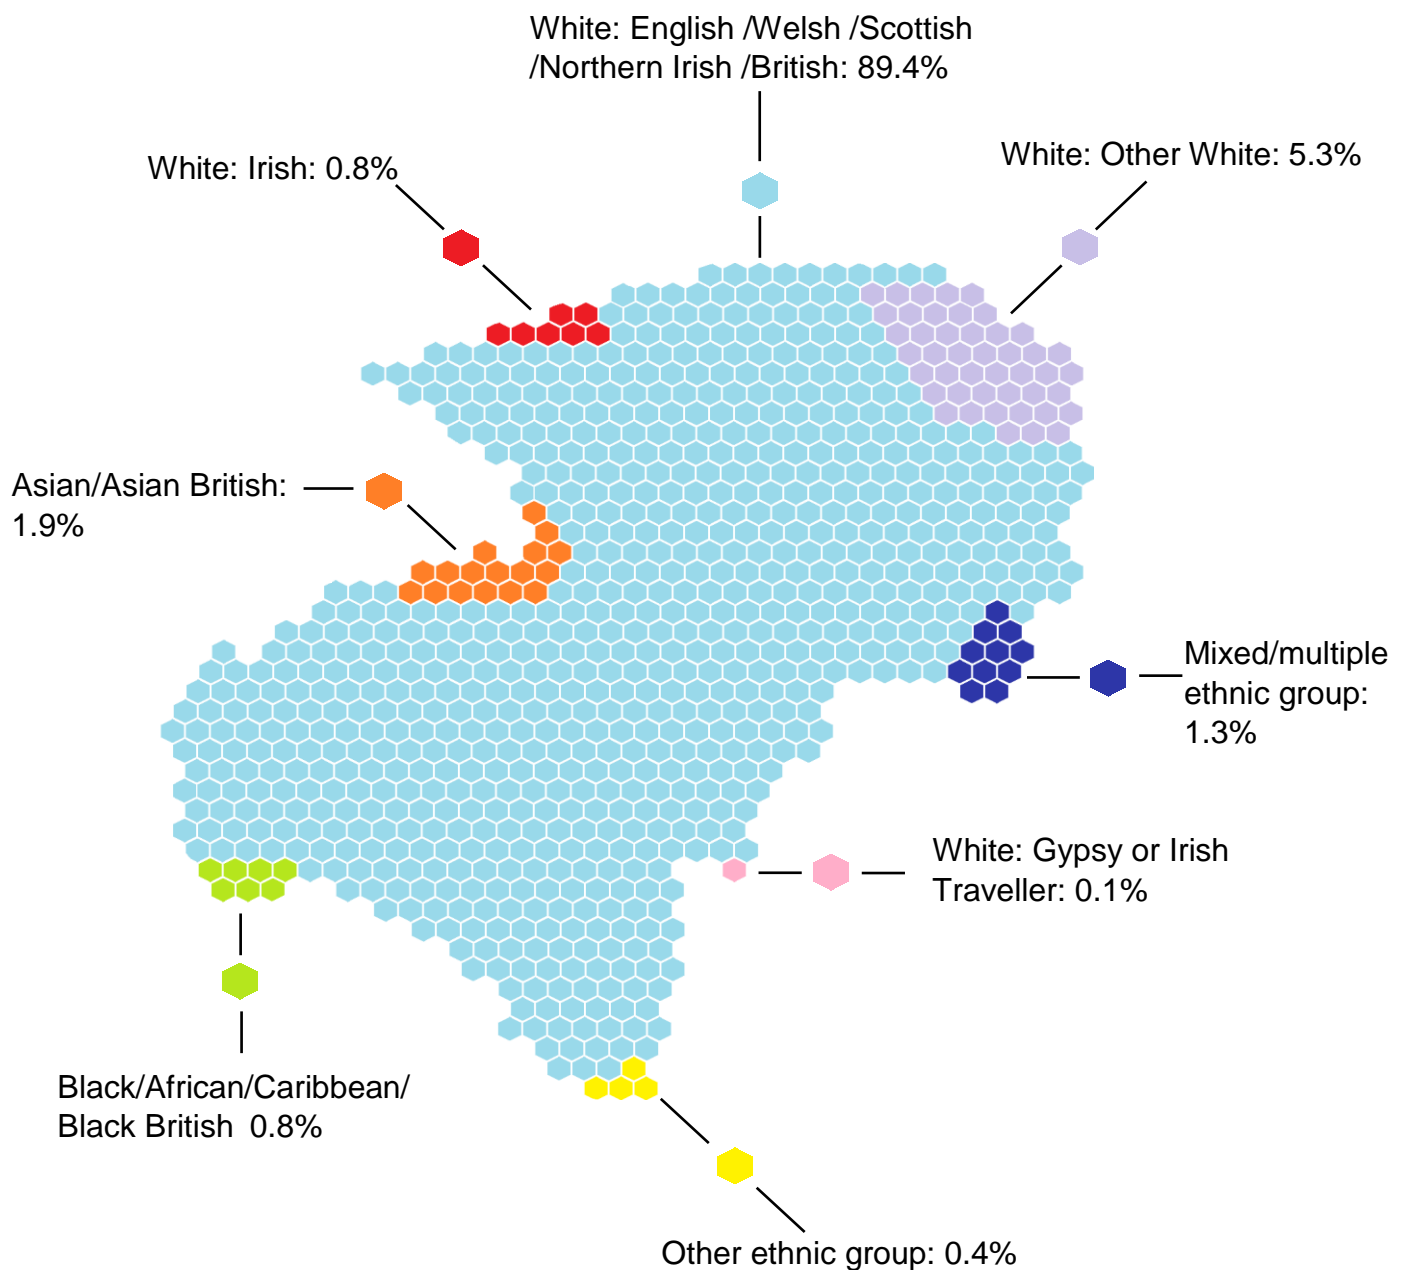 White: English /Welsh /Scottish
/Northern Irish /British: 89.4%
White: Irish: 0.8%
White: Other White: 5.3%
Asian/Asian British:
1.9%
Mixed/multiple
ethnic group:
1.3%
White: Gypsy or Irish
Traveller: 0.1%
Black/African/Caribbean/
Black British  0.8%
Other ethnic group: 0.4%